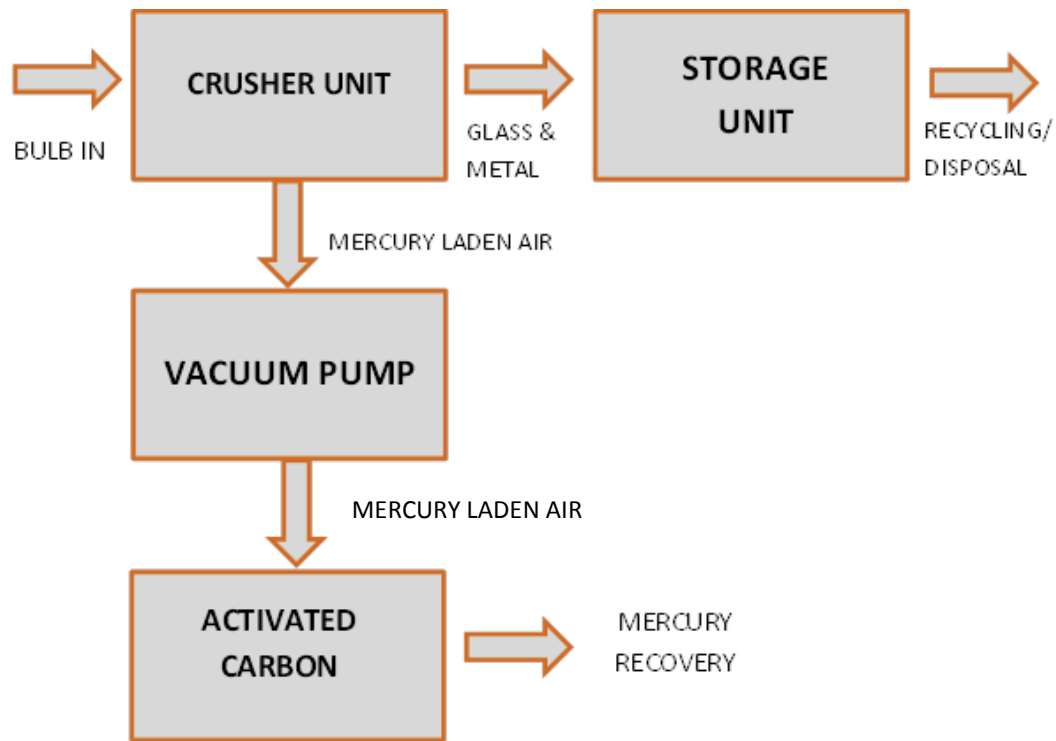 BULB IN
CRUSHER UNIT
GLASS &
METAL
STORAGE
UNIT
RECYCLING/
DISPOSAL
MERCURY LADEN AIR
VACUUM PUMP
MERCURY LADEN AIR
ACTIVATED
CARBON
MERCURY
RECOVERY